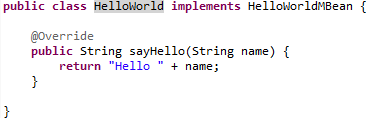 public class HelloWorld implements HelloWorldMBean {
@Override
public String sayHello(String name) {
return "Hello " + name;
}
}